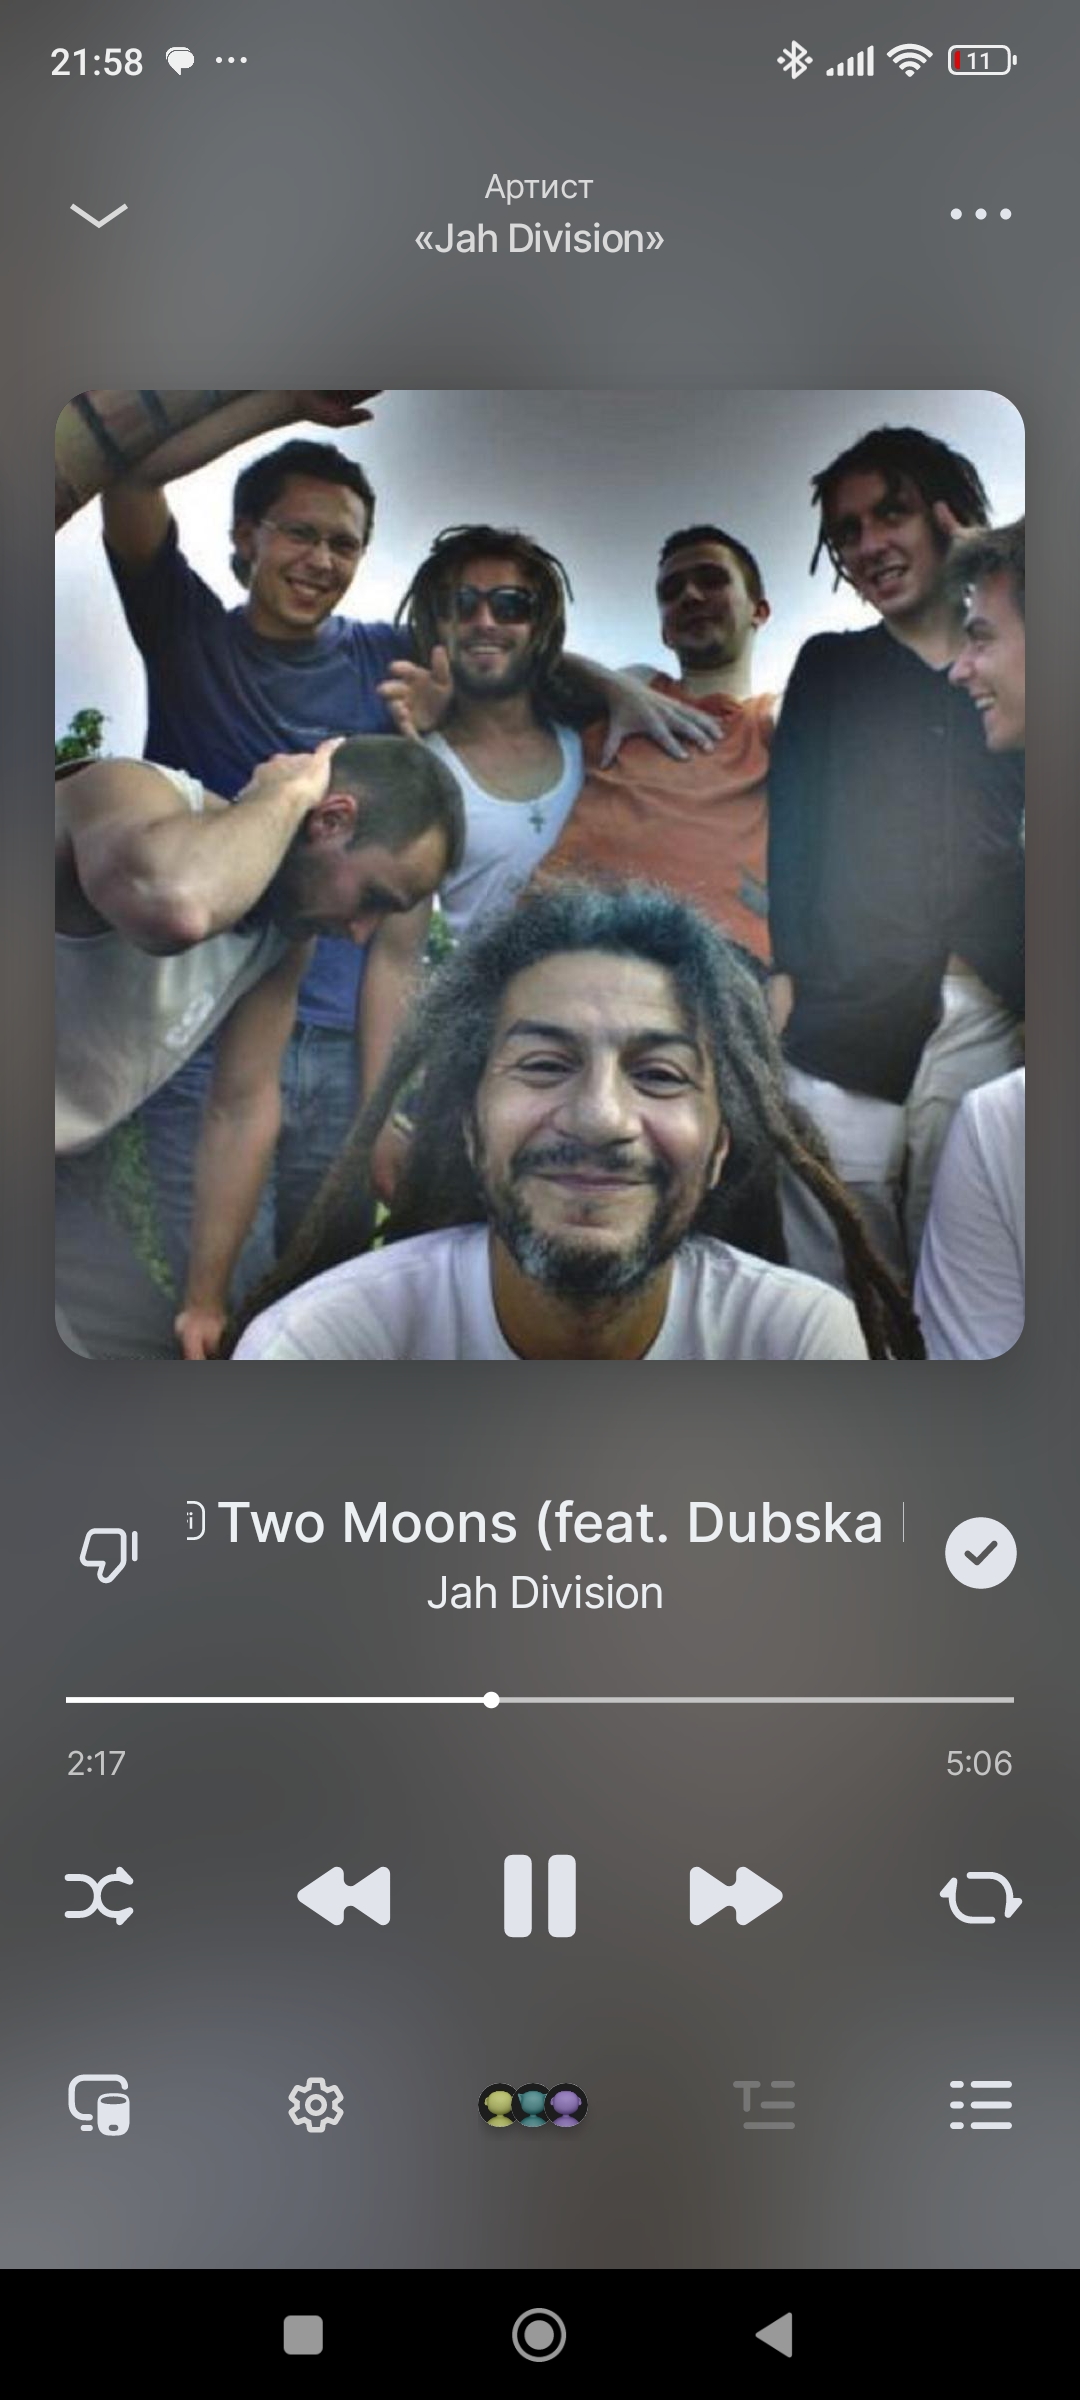 21:58
11
Артист
«Jah Division»
Two Moons (feat. Dubska
Jah Division
2:17
5:06